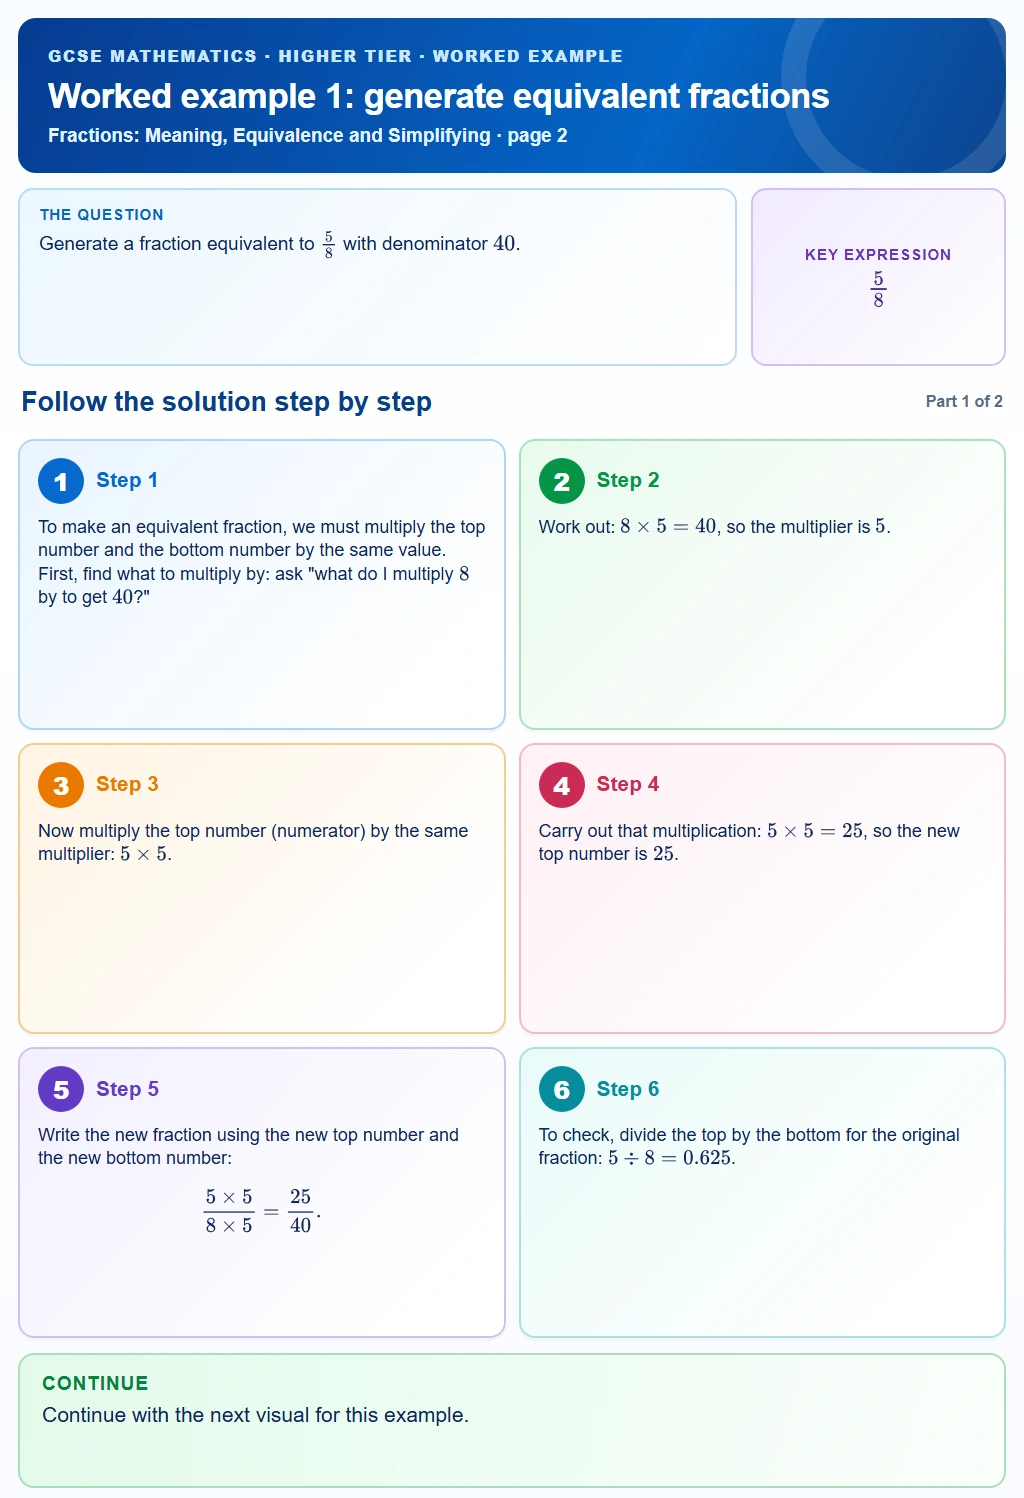 GCSE MATHEMATICS · HIGHER TIER · WORKED EXAMPLE
Worked example 1: generate equivalent fractions
Fractions: Meaning, Equivalence and Simplifying · page 2
THE QUESTION
Generate a fraction equivalent to 5/8 with denominator 40.
KEY EXPRESSION
5/8
Follow the solution step by step
Part 1 of 2
1 Step 1
To make an equivalent fraction, we must multiply the top
number and the bottom number by the same value.
First, find what to multiply by: ask "what do I multiply 8
by to get 40?"
2 Step 2
Work out: 8 × 5 = 40, so the multiplier is 5.
3 Step 3
Now multiply the top number (numerator) by the same
multiplier: 5 × 5.
4 Step 4
Carry out that multiplication: 5 × 5 = 25, so the new
top number is 25.
5 Step 5
Write the new fraction using the new top number and
the new bottom number:
(5 × 5)/(8 × 5) = 25/40.
6 Step 6
To check, divide the top by the bottom for the original
fraction: 5 ÷ 8 = 0.625.
CONTINUE
Continue with the next visual for this example.